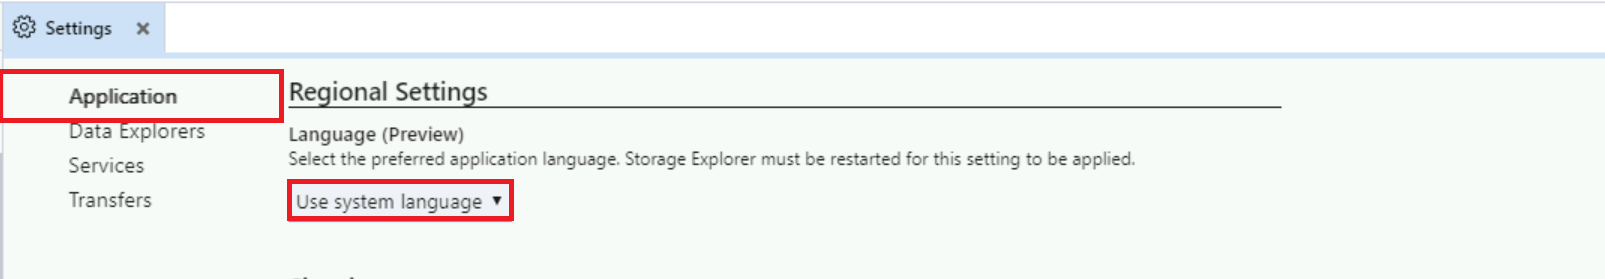 Settings
Application
Data Explorers
Services
Transfers
Regional Settings
Language (Preview)
Select the preferred application language. Storage Explorer must be restarted for this setting to be applied.
Use system language